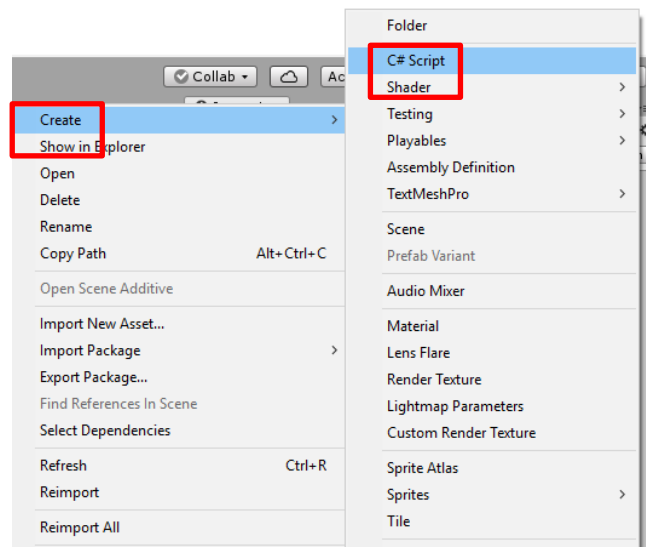 Collab
Ac
Create
Show in Explorer
Open
Delete
Rename
Copy Path Alt+Ctrl+C
Open Scene Additive
Import New Asset...
Import Package
Export Package...
Find References In Scene
Select Dependencies
Refresh Ctrl+R
Reimport
Reimport All
Folder
C# Script
Shader
Testing
Playables
Assembly Definition
TextMeshPro
Scene
Prefab Variant
Audio Mixer
Material
Lens Flare
Render Texture
Lightmap Parameters
Custom Render Texture
Sprite Atlas
Sprites
Tile